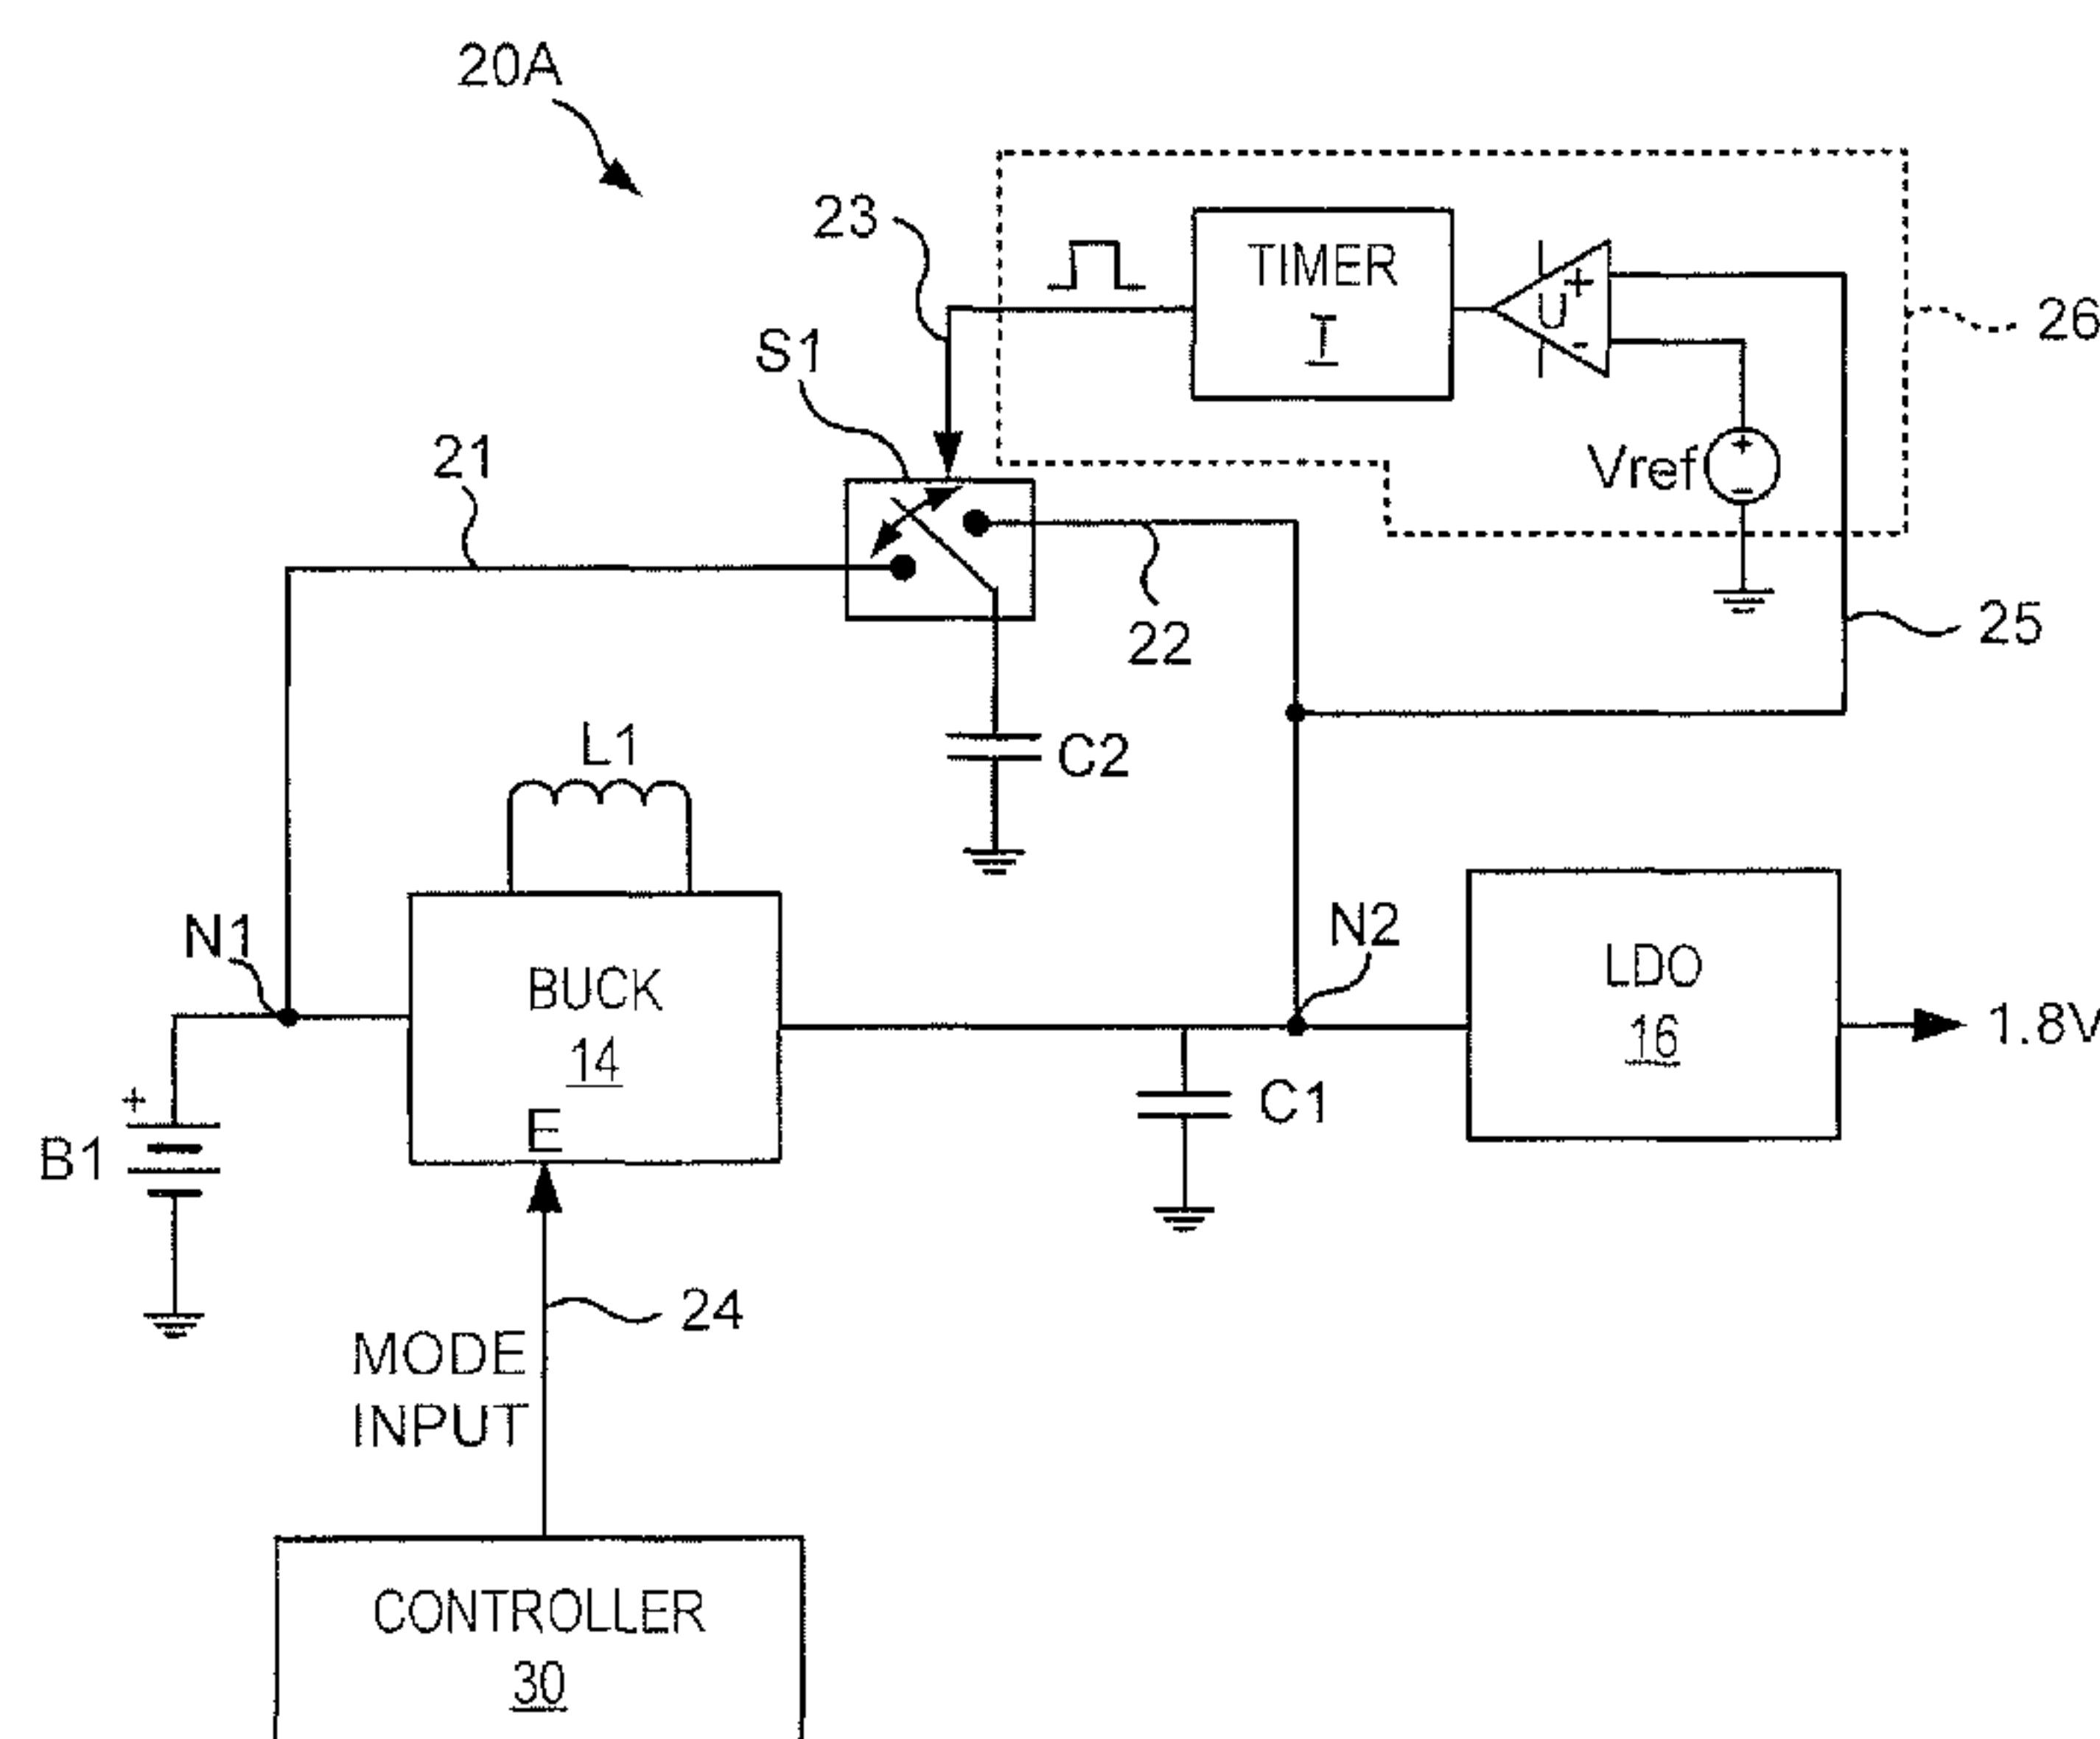 20A
23
TIMER
T
+
U
-
26
S1
Vref
+
-
21
22
25
L1
C2
N1
BUCK
14
E
N2
LDO
16
1.8V
+
B1
C1
24
MODE
INPUT
CONTROLLER
30